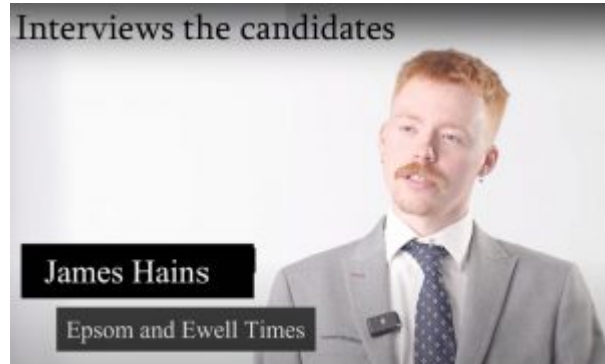 Interviews the candidates
James Hains
Epsom and Ewell Times